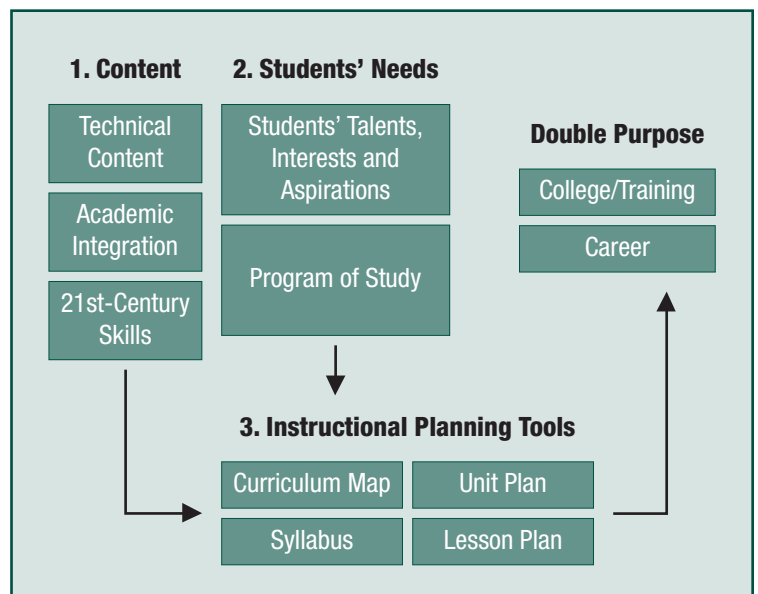 1. Content
Technical
Content
Academic
Integration
21st-Century
Skills
2. Students’ Needs
Students’ Talents,
Interests and
Aspirations
Program of Study
Double Purpose
College/Training
Career
3. Instructional Planning Tools
Curriculum Map
Unit Plan
Syllabus
Lesson Plan